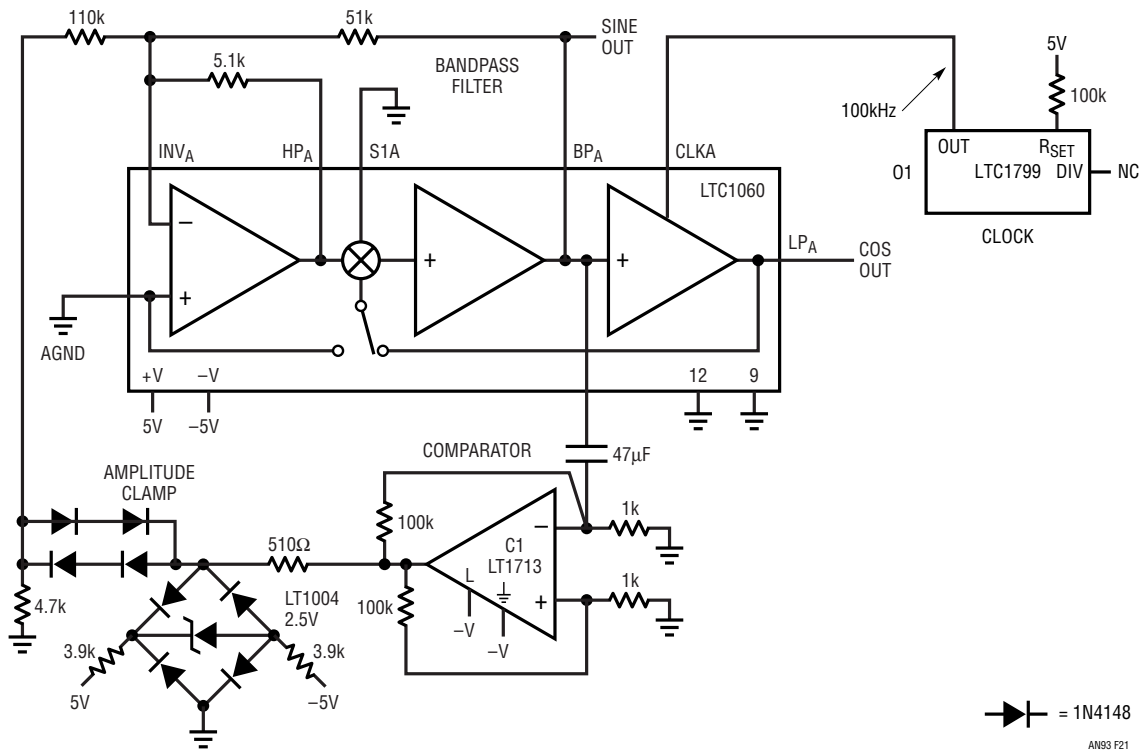 110k
51k
SINE
OUT
5.1k
BANDPASS
FILTER
100kHz
5V
100k
INVA
HPA
S1A
BPA
CLKA
LTC1060
OUT
RSET
O1
LTC1799
DIV
NC
CLOCK
−
+
+
+
LPA
COS
OUT
AGND
+V
−V
12
9
5V
−5V
COMPARATOR
47µF
AMPLITUDE
CLAMP
100k
−
1k
510Ω
C1
LT1713
1k
L
+
4.7k
LT1004
2.5V
100k
−V
−V
3.9k
3.9k
5V
−5V
= 1N4148
AN93 F21